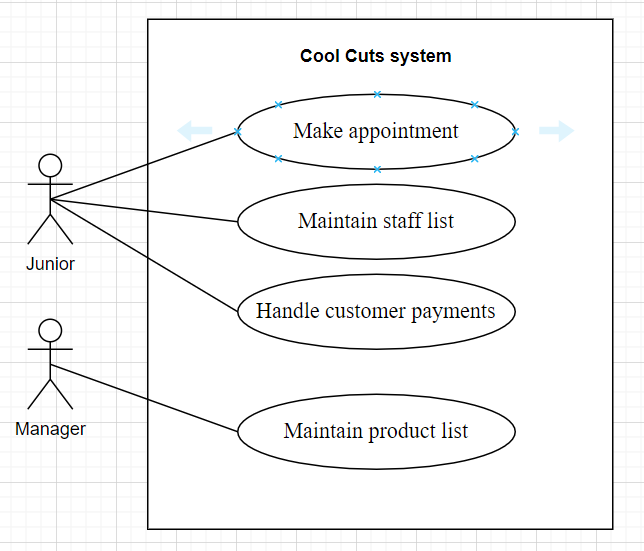 Cool Cuts system
Make appointment
Maintain staff list
Junior
Handle customer payments
Manager
Maintain product list